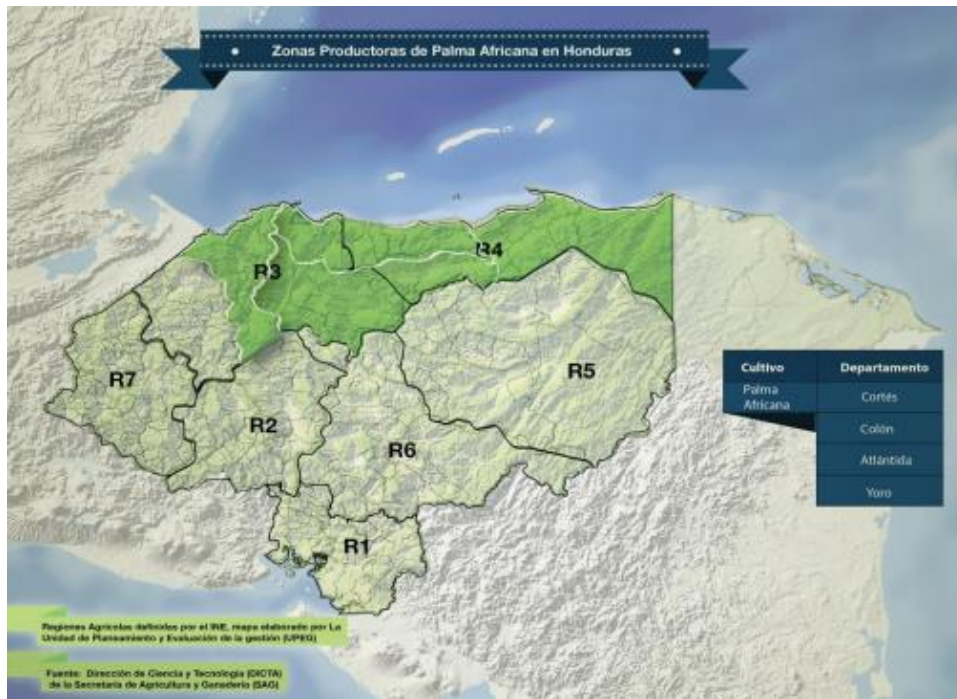 Zonas Productoras de Palma Africana en Honduras
R3
R4
R7
R2
R5
R6
R1
Cultivo
Departamento
Palma
Africana
Cortés
Colón
Atlántida
Yoro
Regiones Agrícolas definidas por el INE, mapa elaborado por La
Unidad de Planeamiento y Evaluación de la gestión (UPEG)
Fuente: Dirección de Ciencia y Tecnología (DICTA)
de la Secretaría de Agricultura y Ganadería (SAG)